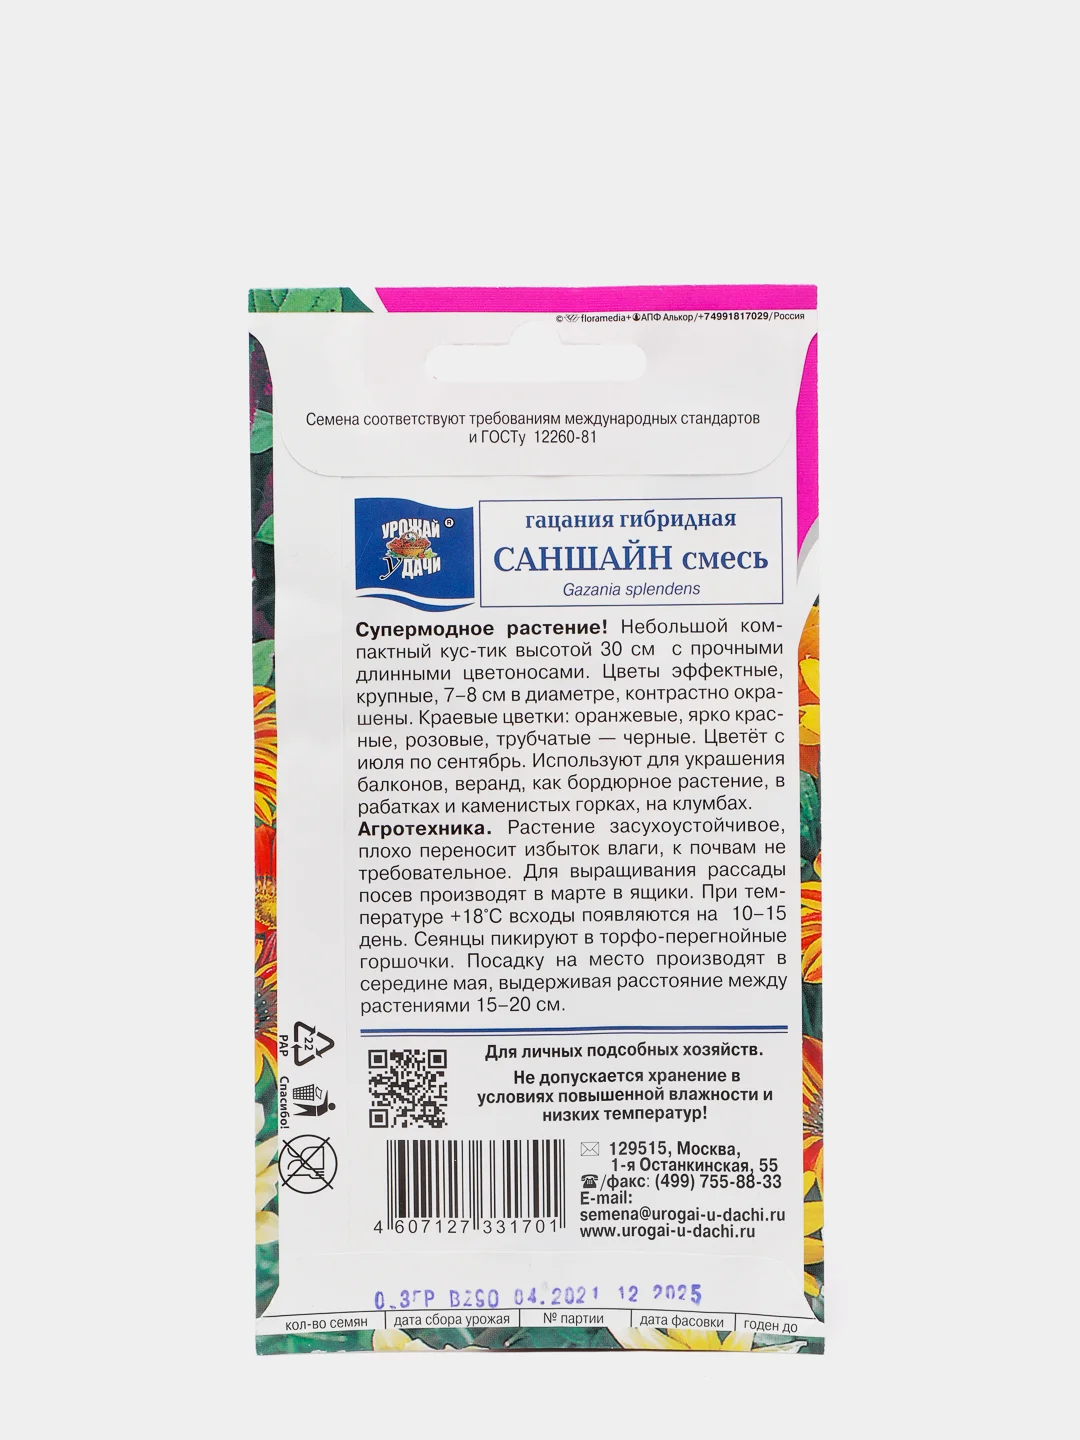 © floramedia+ АПФ Алькор/+74991817029/Россия
Семена соответствуют требованиям международных стандартов
и ГОСТу 12260-81
УРОЖАЙ ®
У ДАЧИ
гацания гибридная
САНШАЙН смесь
Gazania splendens
Супермодное растение! Небольшой ком-
пактный кус-тик высотой 30 см с прочными
длинными цветоносами. Цветы эффектные,
крупные, 7–8 см в диаметре, контрастно окра-
шены. Краевые цветки: оранжевые, ярко крас-
ные, розовые, трубчатые — черные. Цветёт с
июля по сентябрь. Используют для украшения
балконов, веранд, как бордюрное растение, в
рабатках и каменистых горках, на клумбах.
Агротехника. Растение засухоустойчивое,
плохо переносит избыток влаги, к почвам не
требовательное. Для выращивания рассады
посев производят в марте в ящики. При тем-
пературе +18°С всходы появляются на 10–15
день. Сеянцы пикируют в торфо-перегнойные
горшочки. Посадку на место производят в
середине мая, выдерживая расстояние между
растениями 15–20 см.
22
PAP
Спасибо!
Для личных подсобных хозяйств.
Не допускается хранение в
условиях повышенной влажности и
низких температур!
129515, Москва,
1-я Останкинская, 55
/факс: (499) 755-88-33
E-mail:
semena@urogai-u-dachi.ru
www.urogai-u-dachi.ru
4 607127 331701
0.3ГР В290 04.2021 12 2025
кол-во семян дата сбора урожая № партии дата фасовки годен до